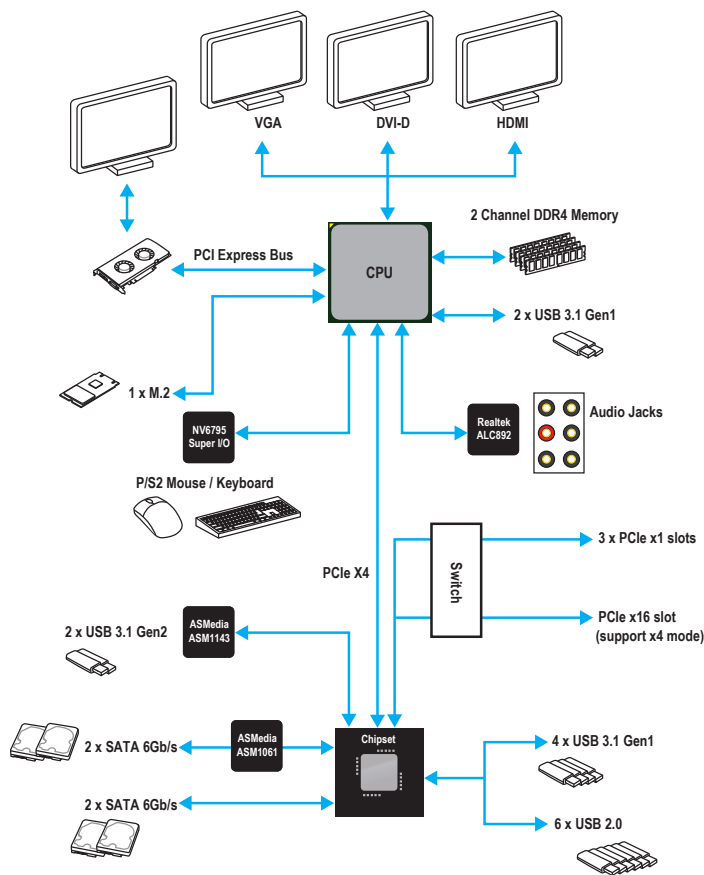 VGA
DVI-D
HDMI
2 Channel DDR4 Memory
PCI Express Bus
CPU
2 x USB 3.1 Gen1
1 x M.2
NV6795
Super I/O
Realtek
ALC892
Audio Jacks
P/S2 Mouse / Keyboard
3 x PCIe x1 slots
Switch
PCIe X4
PCIe x16 slot
(support x4 mode)
2 x USB 3.1 Gen2
ASMedia
ASM1143
2 x SATA 6Gb/s
ASMedia
ASM1061
Chipset
4 x USB 3.1 Gen1
2 x SATA 6Gb/s
6 x USB 2.0